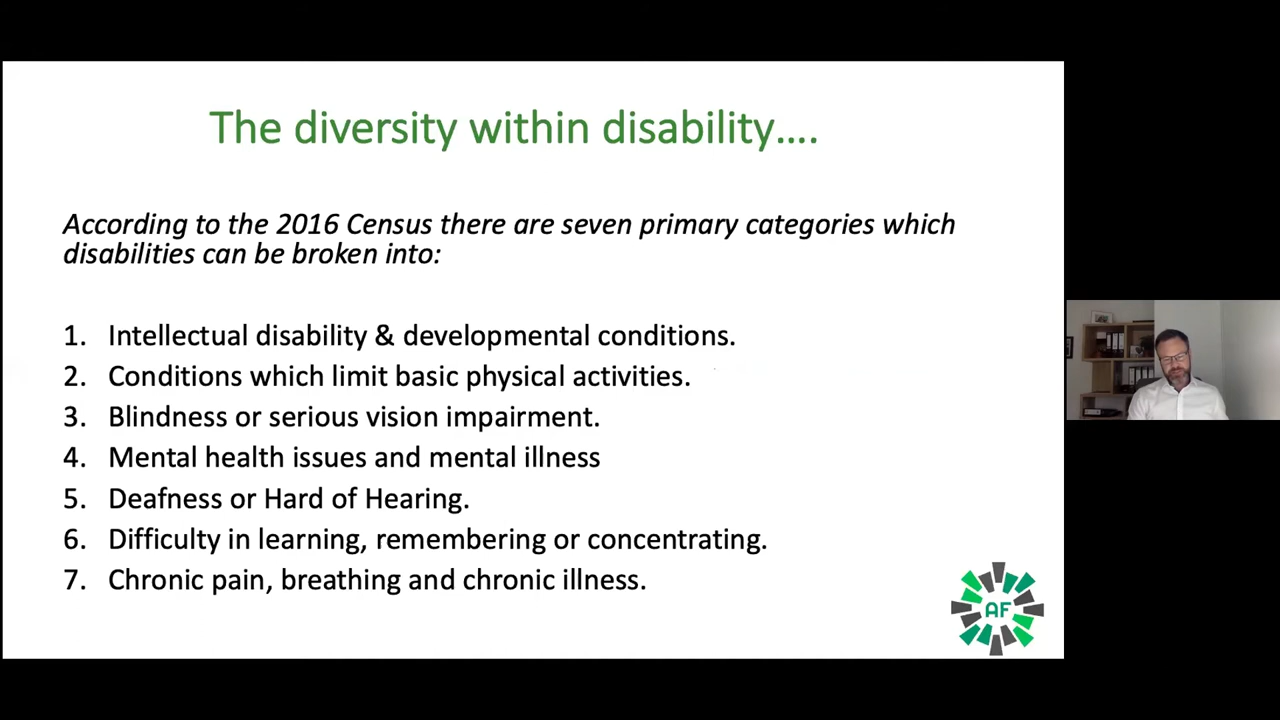 The diversity within disability....
According to the 2016 Census there are seven primary categories which
disabilities can be broken into:
1. Intellectual disability & developmental conditions.
2. Conditions which limit basic physical activities.
3. Blindness or serious vision impairment.
4. Mental health issues and mental illness
5. Deafness or Hard of Hearing.
6. Difficulty in learning, remembering or concentrating.
7. Chronic pain, breathing and chronic illness.
AF